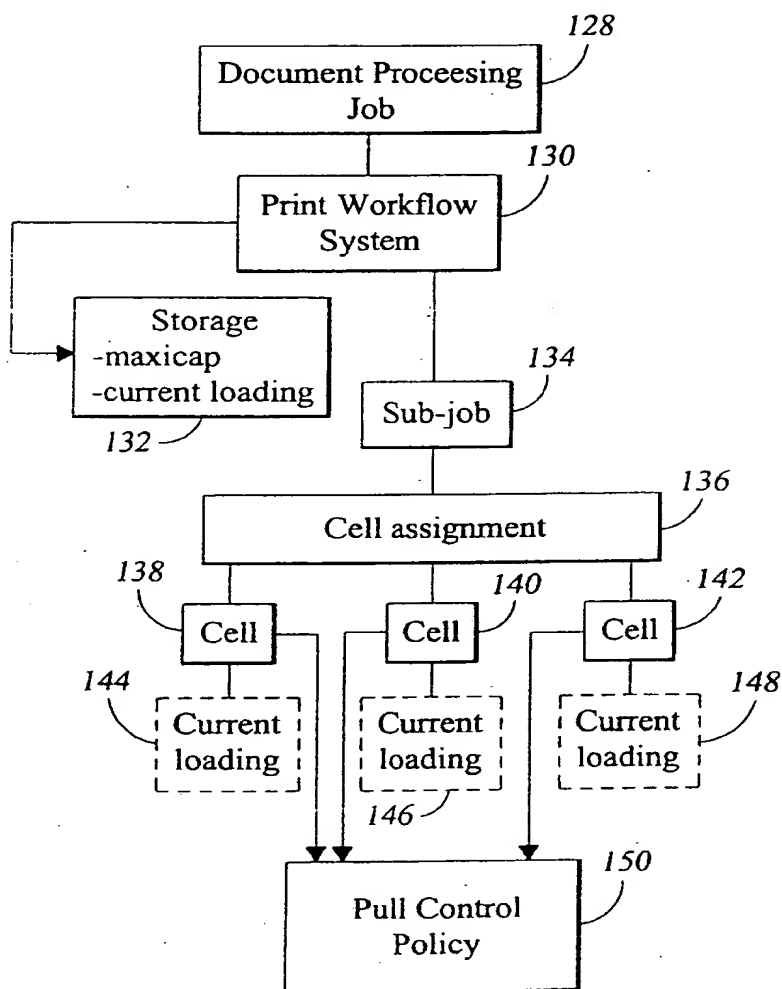 128
Document Proceesing
Job
130
Print Workflow
System
Storage
-maxicap
-current loading
132
134
Sub-job
136
Cell assignment
138
Cell
140
Cell
142
Cell
144
Current
loading
146
Current
loading
148
Current
loading
150
Pull Control
Policy